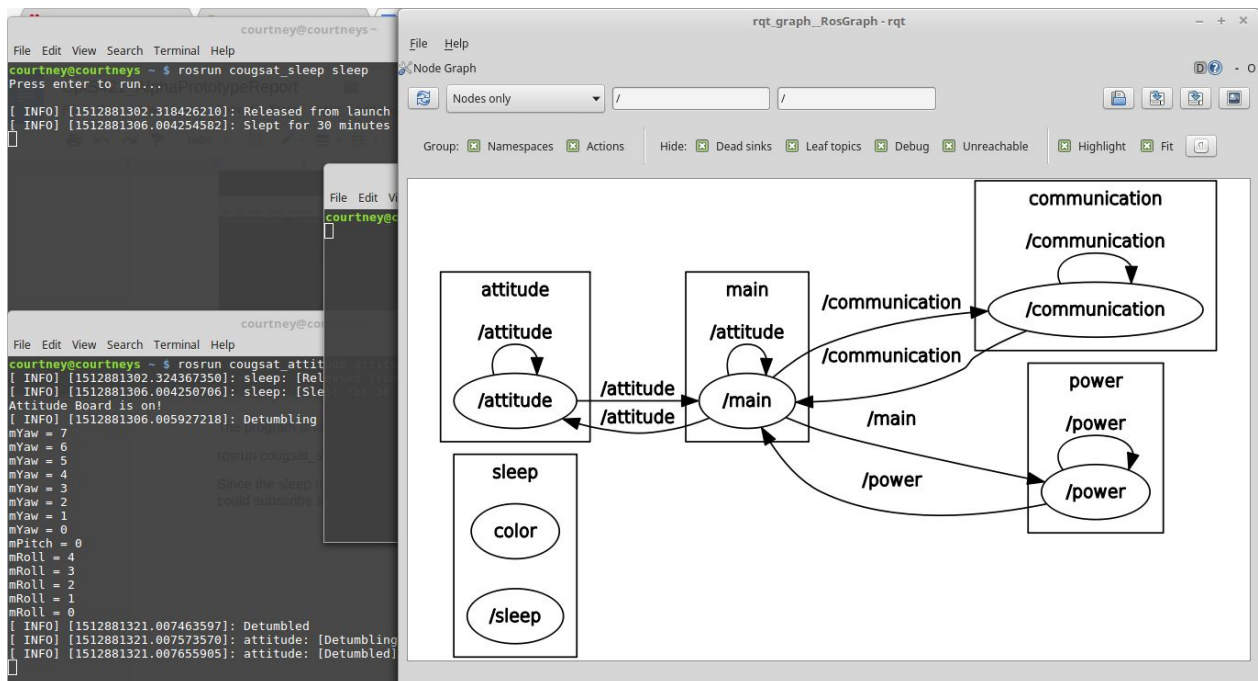 courtney@courtneys ~
File Edit View Search Terminal Help
courtney@courtneys ~ $ rosrun cougsat_sleep sleep
Press enter to run...
[ INFO] [1512881302.318426210]: Released from launch
[ INFO] [1512881306.004254582]: Slept for 30 minutes
File Edit
courtney@
courtney@co
File Edit View Search Terminal Help
courtney@courtneys ~ $ rosrun cougsat_attit
[ INFO] [1512881302.324367350]: sleep: [Rel
[ INFO] [1512881306.004250706]: sleep: [Sle
Attitude Board is on!
[ INFO] [1512881306.005927218]: Detumbling
mYaw = 7
mYaw = 6
mYaw = 5
mYaw = 4
mYaw = 3
mYaw = 2
mYaw = 1
mYaw = 0
mPitch = 0
mRoll = 4
mRoll = 3
mRoll = 2
mRoll = 1
mRoll = 0
[ INFO] [1512881321.007463597]: Detumbled
[ INFO] [1512881321.007573570]: attitude: [Detumbling
[ INFO] [1512881321.007655905]: attitude: [Detumbled]
rqt_graph__RosGraph - rqt
File Help
Node Graph
D ? - O
Nodes only / /
Group: Namespaces Actions Hide: Dead sinks Leaf topics Debug Unreachable Highlight Fit
communication
/communication
/communication
attitude
/attitude
/attitude
main
/attitude
/main
/communication
/communication
/attitude
/attitude
/main
/power
power
/power
/power
sleep
color
/sleep